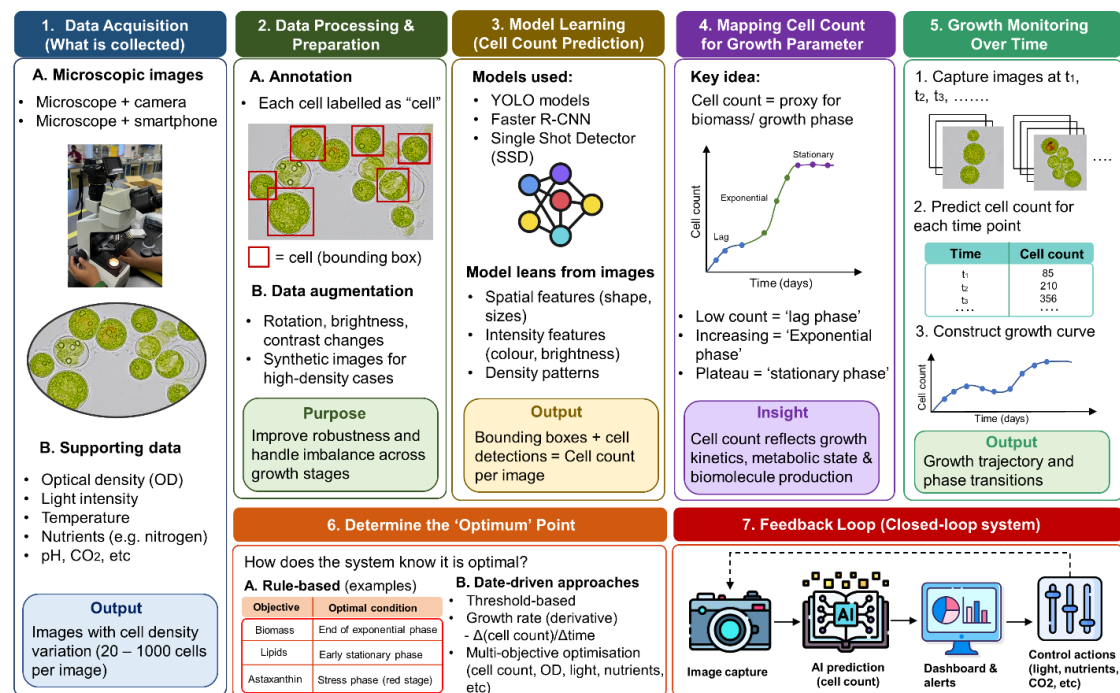 1. Data Acquisition
(What is collected)
A. Microscopic images
• Microscope + camera
• Microscope + smartphone
B. Supporting data
• Optical density (OD)
• Light intensity
• Temperature
• Nutrients (e.g. nitrogen)
• pH, CO2, etc
Output
Images with cell density
variation (20 – 1000 cells
per image)
2. Data Processing &
Preparation
A. Annotation
• Each cell labelled as “cell”
= cell (bounding box)
B. Data augmentation
• Rotation, brightness,
contrast changes
• Synthetic images for
high-density cases
Purpose
Improve robustness and
handle imbalance across
growth stages
3. Model Learning
(Cell Count Prediction)
Models used:
• YOLO models
• Faster R-CNN
• Single Shot Detector
(SSD)
Model leans from images
• Spatial features (shape,
sizes)
• Intensity features
(colour, brightness)
• Density patterns
Output
Bounding boxes + cell
detections = Cell count
per image
4. Mapping Cell Count
for Growth Parameter
Key idea:
Cell count = proxy for
biomass/ growth phase
Stationary
Exponential
Lag
Cell count
Time (days)
• Low count = ‘lag phase’
• Increasing = ‘Exponential
phase’
• Plateau = ‘stationary phase’
Insight
Cell count reflects growth
kinetics, metabolic state &
biomolecule production
5. Growth Monitoring
Over Time
1. Capture images at t1,
t2, t3, …….
....
2. Predict cell count for
each time point
Time Cell count
t1 85
t2 210
t3 356
.... ....
3. Construct growth curve
Cell count
Time (days)
Output
Growth trajectory and
phase transitions
6. Determine the ‘Optimum’ Point
How does the system know it is optimal?
A. Rule-based (examples)
Objective Optimal condition
Biomass End of exponential phase
Lipids Early stationary phase
Astaxanthin Stress phase (red stage)
B. Date-driven approaches
• Threshold-based
• Growth rate (derivative)
- Δ(cell count)/Δtime
• Multi-objective optimisation
(cell count, OD, light, nutrients,
etc)
7. Feedback Loop (Closed-loop system)
AI
Image capture
AI prediction
(cell count)
Dashboard &
alerts
Control actions
(light, nutrients,
CO2, etc)